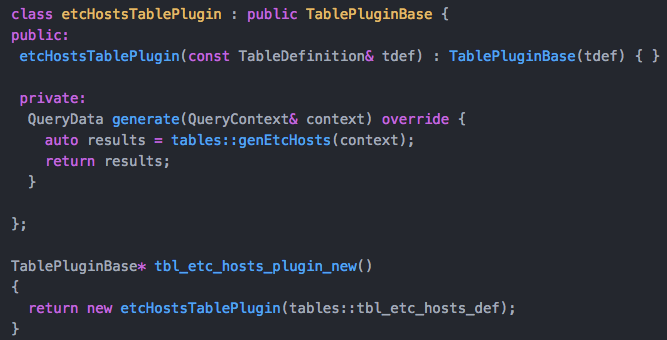 class etcHostsTablePlugin : public TablePluginBase {
public:
 etcHostsTablePlugin(const TableDefinition& tdef) : TablePluginBase(tdef) { }

 private:
  QueryData generate(QueryContext& context) override {
    auto results = tables::genEtcHosts(context);
    return results;
  }

};

TablePluginBase* tbl_etc_hosts_plugin_new()
{
  return new etcHostsTablePlugin(tables::tbl_etc_hosts_def);
}